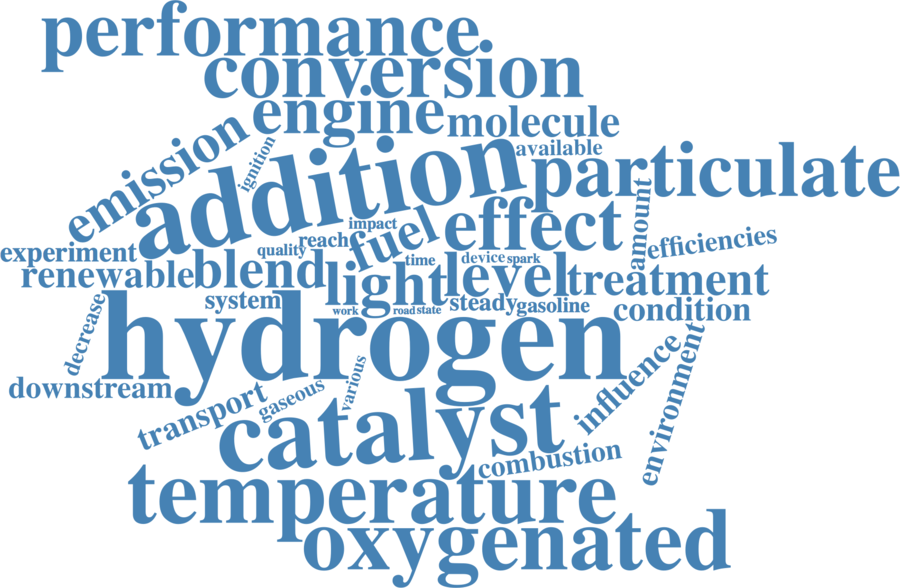 performance
conversion
engine
molecule
emission
ignition
available
addition
particulate
amount
effect
efficiencies
impact
fuel
reach
quality
experiment
time
device
spark
renewable
blend
light
level
treatment
system
work
road
state
steady
gasoline
condition
decrease
hydrogen
downstream
various
gaseous
transport
influence
environment
catalyst
combustion
temperature
oxygenated